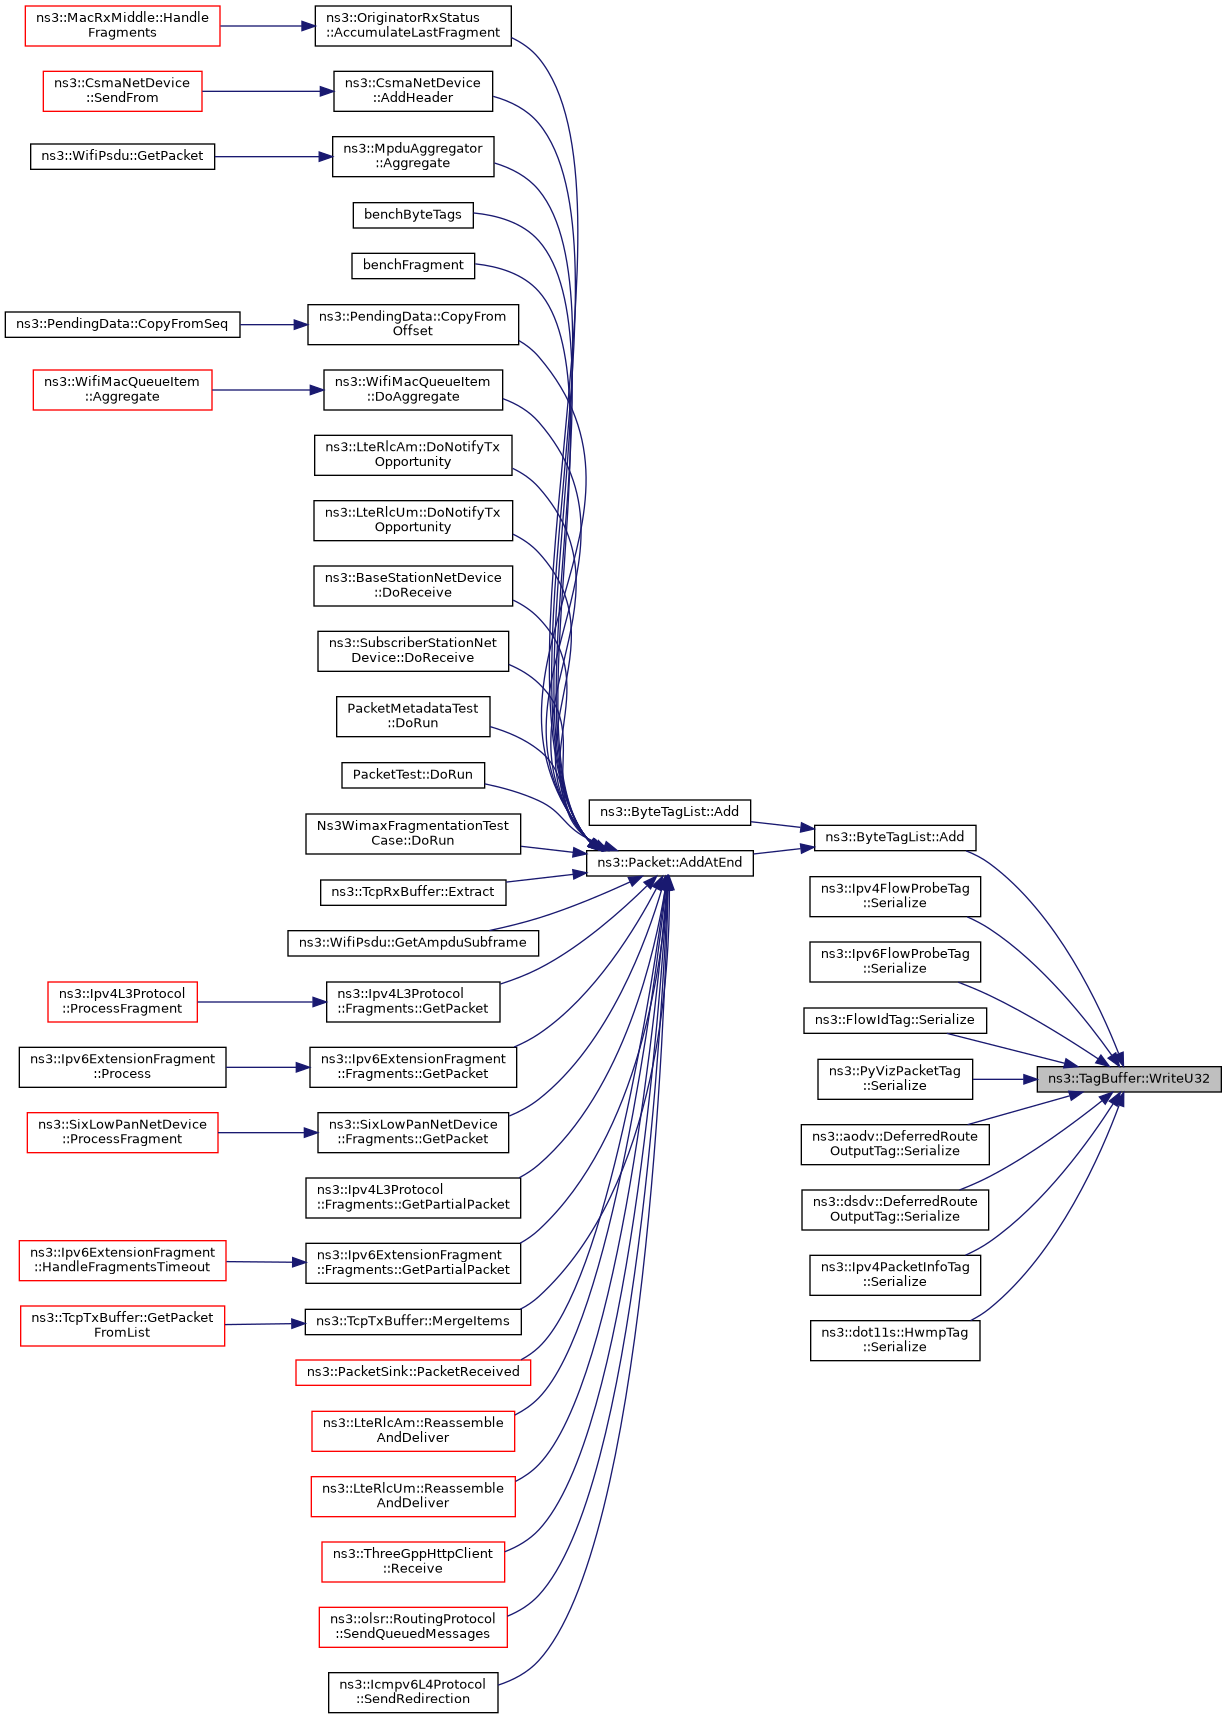 ns3::MacRxMiddle::Handle
Fragments
ns3::OriginatorRxStatus
::AccumulateLastFragment
ns3::CsmaNetDevice
::SendFrom
ns3::CsmaNetDevice
::AddHeader
ns3::WifiPsdu::GetPacket
ns3::MpduAggregator
::Aggregate
benchByteTags
benchFragment
ns3::PendingData::CopyFromSeq
ns3::PendingData::CopyFrom
Offset
ns3::WifiMacQueueItem
::Aggregate
ns3::WifiMacQueueItem
::DoAggregate
ns3::LteRlcAm::DoNotifyTx
Opportunity
ns3::LteRlcUm::DoNotifyTx
Opportunity
ns3::BaseStationNetDevice
::DoReceive
ns3::SubscriberStationNet
Device::DoReceive
PacketMetadataTest
::DoRun
PacketTest::DoRun
Ns3WimaxFragmentationTest
Case::DoRun
ns3::TcpRxBuffer::Extract
ns3::WifiPsdu::GetAmpduSubframe
ns3::Ipv4L3Protocol
::ProcessFragment
ns3::Ipv4L3Protocol
::Fragments::GetPacket
ns3::Ipv6ExtensionFragment
::Process
ns3::Ipv6ExtensionFragment
::Fragments::GetPacket
ns3::SixLowPanNetDevice
::ProcessFragment
ns3::SixLowPanNetDevice
::Fragments::GetPacket
ns3::Ipv4L3Protocol
::Fragments::GetPartialPacket
ns3::Ipv6ExtensionFragment
::HandleFragmentsTimeout
ns3::Ipv6ExtensionFragment
::Fragments::GetPartialPacket
ns3::TcpTxBuffer::GetPacket
FromList
ns3::TcpTxBuffer::MergeItems
ns3::PacketSink::PacketReceived
ns3::LteRlcAm::Reassemble
AndDeliver
ns3::LteRlcUm::Reassemble
AndDeliver
ns3::ThreeGppHttpClient
::Receive
ns3::olsr::RoutingProtocol
::SendQueuedMessages
ns3::Icmpv6L4Protocol
::SendRedirection
ns3::ByteTagList::Add
ns3::Packet::AddAtEnd
ns3::ByteTagList::Add
ns3::Ipv4FlowProbeTag
::Serialize
ns3::Ipv6FlowProbeTag
::Serialize
ns3::FlowIdTag::Serialize
ns3::PyVizPacketTag
::Serialize
ns3::aodv::DeferredRoute
OutputTag::Serialize
ns3::dsdv::DeferredRoute
OutputTag::Serialize
ns3::Ipv4PacketInfoTag
::Serialize
ns3::dot11s::HwmpTag
::Serialize
ns3::TagBuffer::WriteU32